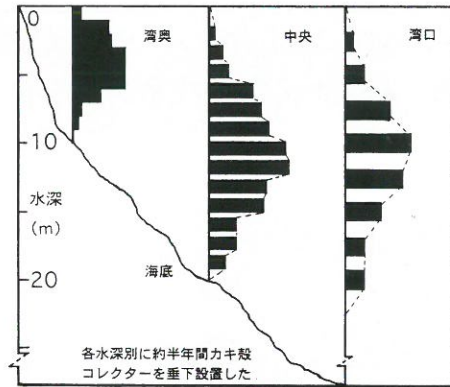 0
湾奥
中央
湾口
10
水深
(m)
海底
20
各水深別に約半年間カキ殻
コレクターを垂下設置した